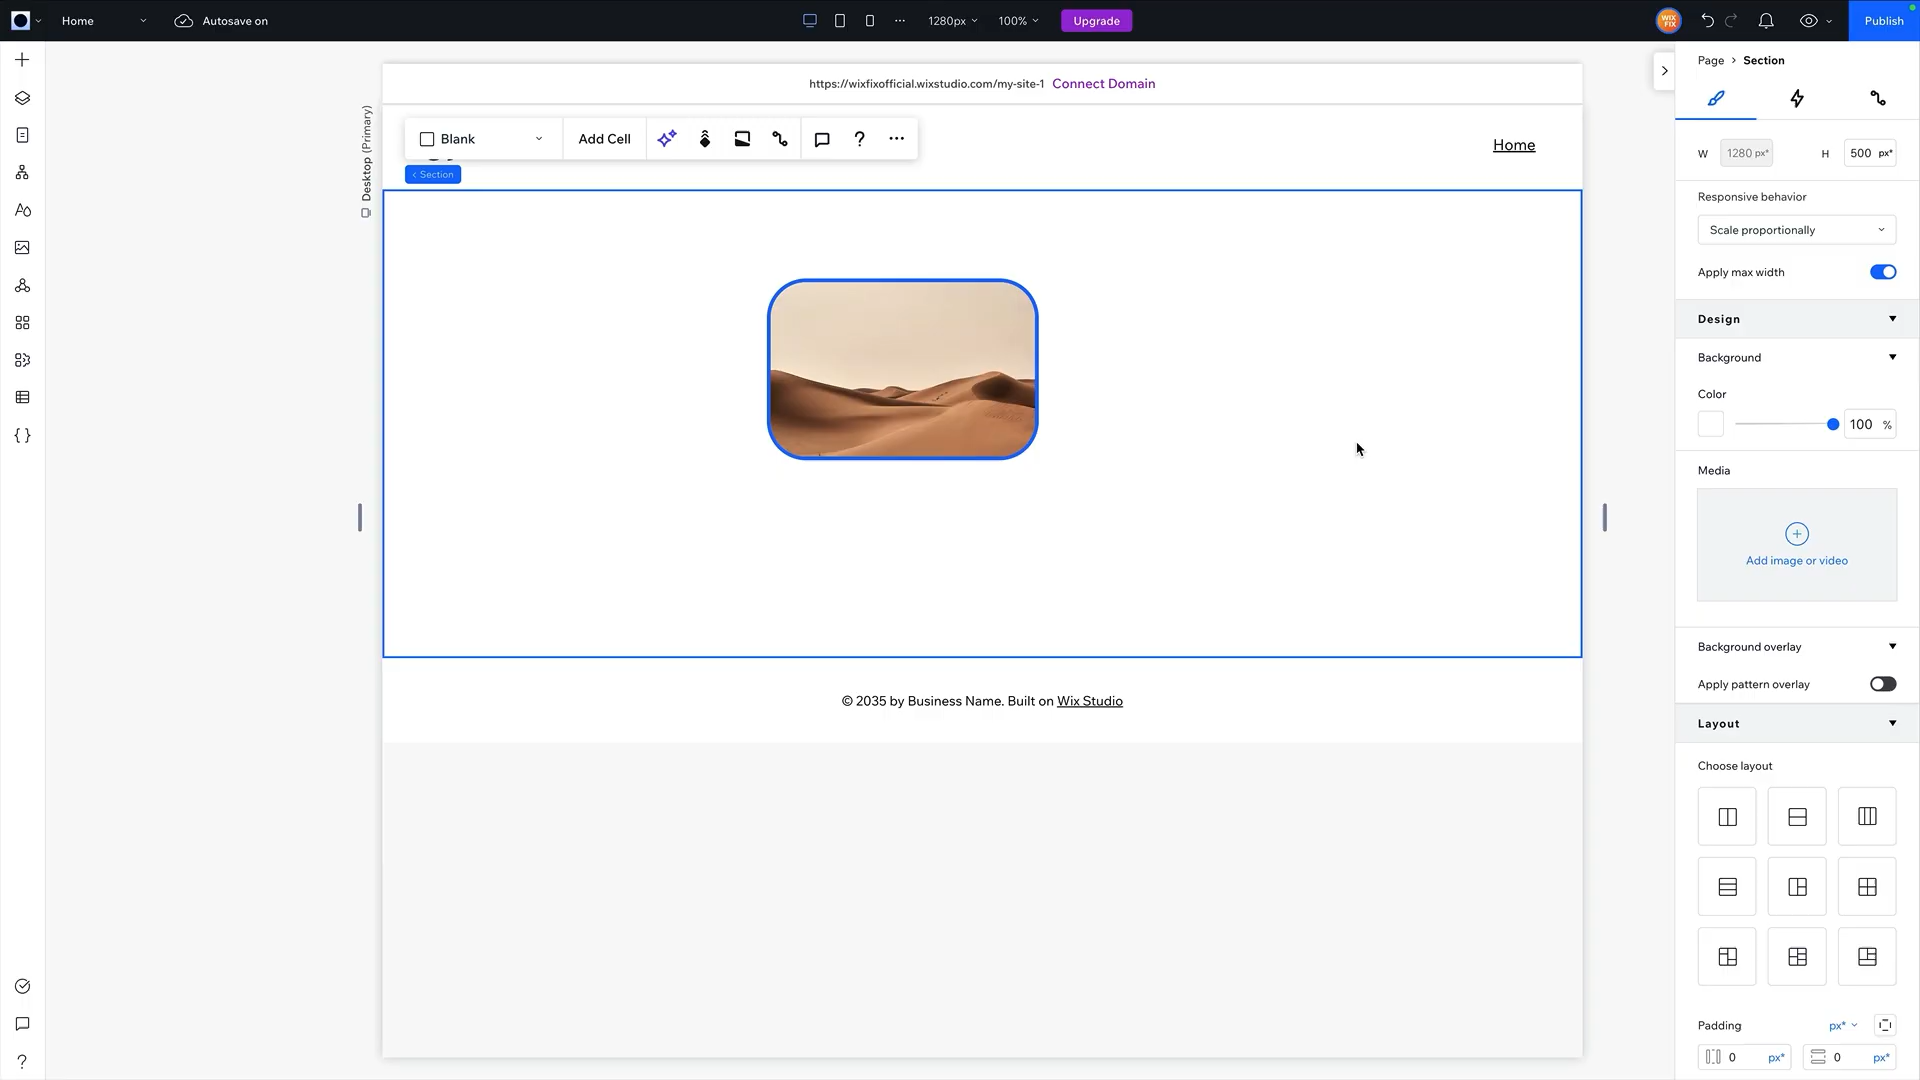 Home
Autosave on
1280px
100%
Upgrade
WIX
FIX
Publish
https://wixfixofficial.wixstudio.com/my-site-1 Connect Domain
Desktop (Primary)
Blank
Add Cell
?
Home
< Section
© 2035 by Business Name. Built on Wix Studio
?
Page > Section
W 1280 px* H 500 px*
Responsive behavior
Scale proportionally
Apply max width
Design
Background
Color
100 %
Media
Add image or video
Background overlay
Apply pattern overlay
Layout
Choose layout
Padding px*
0 px* 0 px*